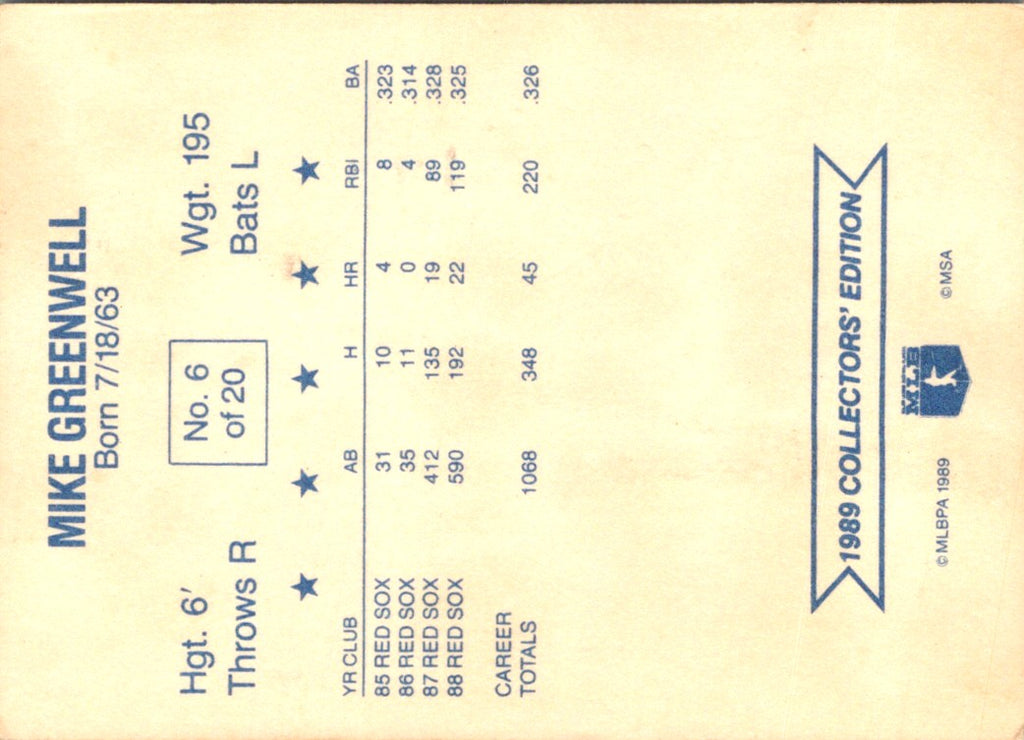 MIKE GREENWELL
Born 7/18/63
Hgt. 6' No. 6 Wgt. 195
Throws R of 20 Bats L
YR CLUB AB H HR RBI BA
85 RED SOX 31 10 4 8 .323
86 RED SOX 35 11 0 4 .314
87 RED SOX 412 135 19 89 .328
88 RED SOX 590 192 22 119 .325
CAREER
TOTALS 1068 348 45 220 .326
1989 COLLECTORS' EDITION
MLB
© MLBPA 1989 © MSA